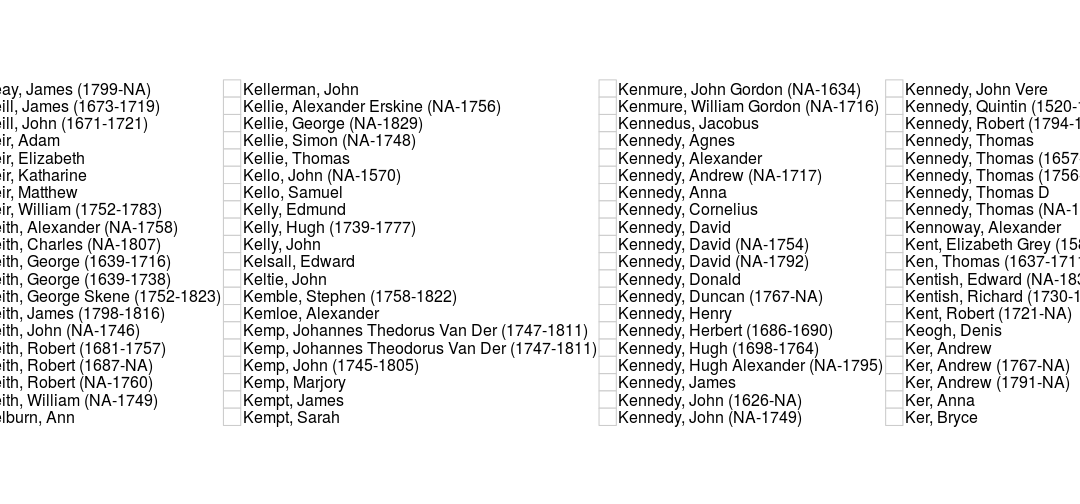 eay, James (1799-NA)
eill, James (1673-1719)
eill, John (1671-1721)
eir, Adam
eir, Elizabeth
eir, Katharine
eir, Matthew
eir, William (1752-1783)
eith, Alexander (NA-1758)
eith, Charles (NA-1807)
eith, George (1639-1716)
eith, George (1639-1738)
eith, George Skene (1752-1823)
eith, James (1798-1816)
eith, John (NA-1746)
eith, Robert (1681-1757)
eith, Robert (1687-NA)
eith, Robert (NA-1760)
eith, William (NA-1749)
elburn, Ann
Kellerman, John
Kellie, Alexander Erskine (NA-1756)
Kellie, George (NA-1829)
Kellie, Simon (NA-1748)
Kellie, Thomas
Kello, John (NA-1570)
Kello, Samuel
Kelly, Edmund
Kelly, Hugh (1739-1777)
Kelly, John
Kelsall, Edward
Keltie, John
Kemble, Stephen (1758-1822)
Kemloe, Alexander
Kemp, Johannes Thedorus Van Der (1747-1811)
Kemp, Johannes Theodorus Van Der (1747-1811)
Kemp, John (1745-1805)
Kemp, Marjory
Kempt, James
Kempt, Sarah
Kenmure, John Gordon (NA-1634)
Kenmure, William Gordon (NA-1716)
Kennedus, Jacobus
Kennedy, Agnes
Kennedy, Alexander
Kennedy, Andrew (NA-1717)
Kennedy, Anna
Kennedy, Cornelius
Kennedy, David
Kennedy, David (NA-1754)
Kennedy, David (NA-1792)
Kennedy, Donald
Kennedy, Duncan (1767-NA)
Kennedy, Henry
Kennedy, Herbert (1686-1690)
Kennedy, Hugh (1698-1764)
Kennedy, Hugh Alexander (NA-1795)
Kennedy, James
Kennedy, John (1626-NA)
Kennedy, John (NA-1749)
Kennedy, John Vere
Kennedy, Quintin (1520-1
Kennedy, Robert (1794-1
Kennedy, Thomas
Kennedy, Thomas (1657-
Kennedy, Thomas (1756-
Kennedy, Thomas D
Kennedy, Thomas (NA-1
Kennoway, Alexander
Kent, Elizabeth Grey (158
Ken, Thomas (1637-171
Kentish, Edward (NA-183
Kentish, Richard (1730-1
Kent, Robert (1721-NA)
Keogh, Denis
Ker, Andrew
Ker, Andrew (1767-NA)
Ker, Andrew (1791-NA)
Ker, Anna
Ker, Bryce